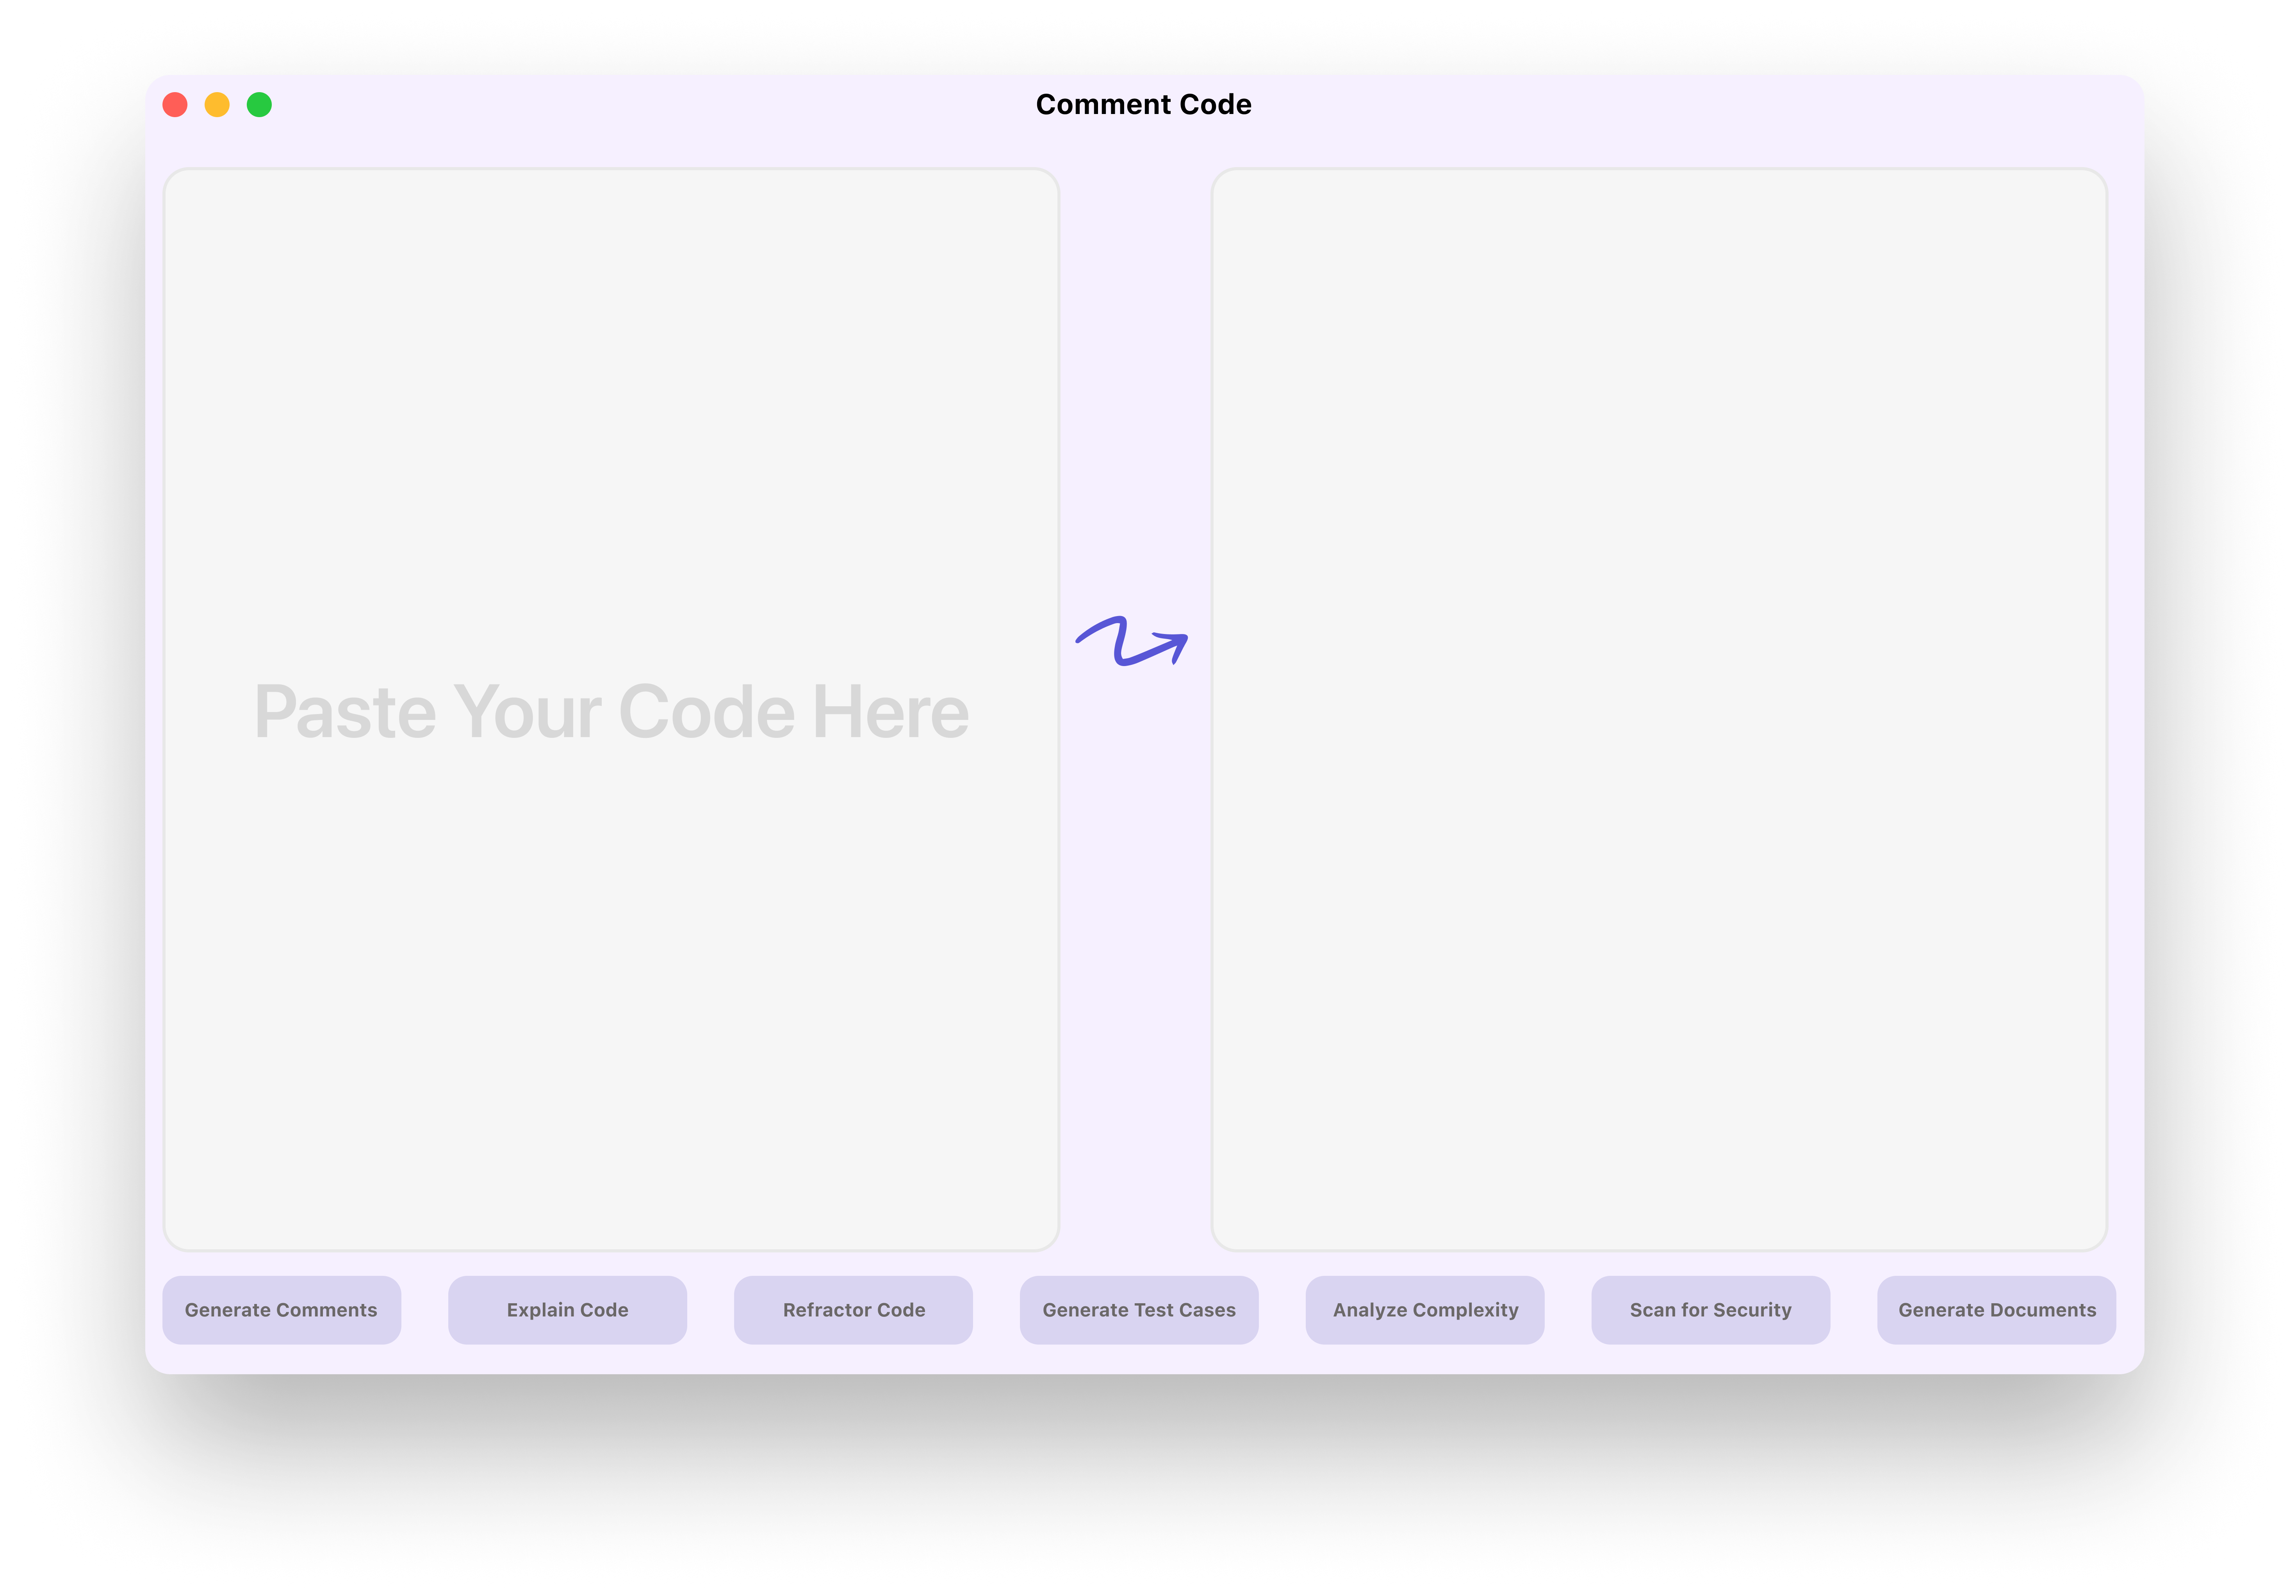 Comment Code
Paste Your Code Here
Generate Comments
Explain Code
Refractor Code
Generate Test Cases
Analyze Complexity
Scan for Security
Generate Documents